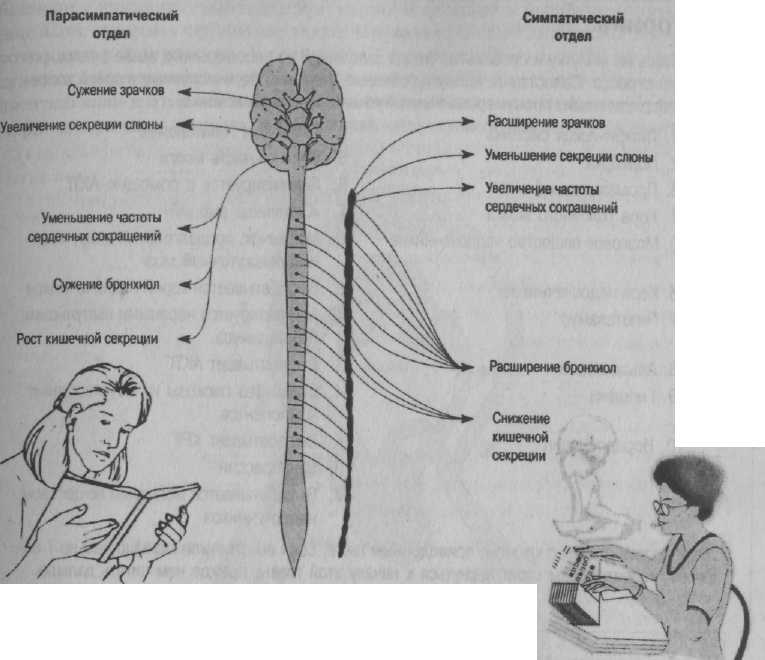 Парасимпатический
отдел
Сужение зрачков
Увеличение секреции слюны
Уменьшение частоты
сердечных сокращений
Сужение бронхиол
Рост кишечной секреции
Симпатический
отдел
Расширение зрачков
Уменьшение секреции слюны
Увеличение частоты
сердечных сокращений
Расширение бронхиол
Снижение
кишечной
секреции